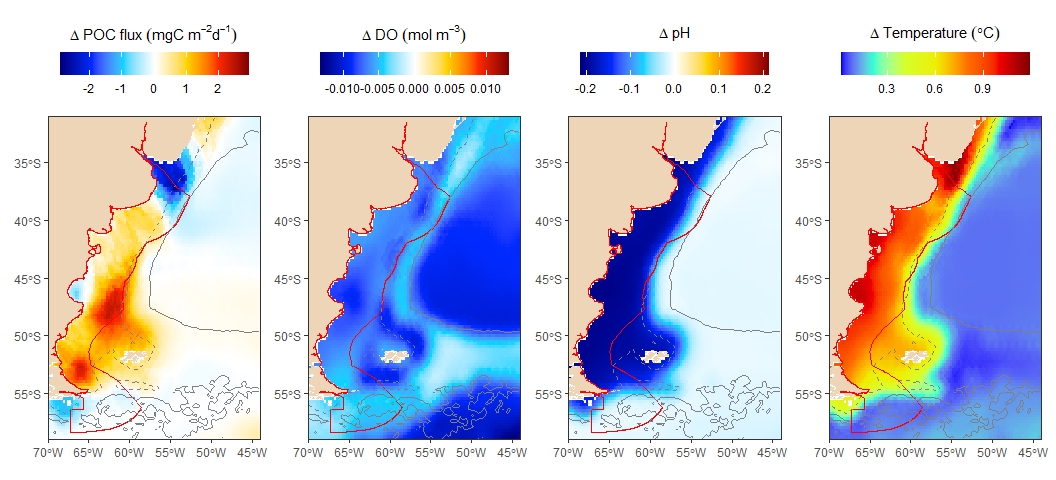 Δ POC flux (mgC m⁻²d⁻¹)
-2 -1 0 1 2
Δ DO (mol m⁻³)
-0.010 -0.005 0.000 0.005 0.010
Δ pH
-0.2 -0.1 0.0 0.1 0.2
Δ Temperature (°C)
0.3 0.6 0.9
35°S
40°S
45°S
50°S
55°S
70°W 65°W 60°W 55°W 50°W 45°W
35°S
40°S
45°S
50°S
55°S
70°W 65°W 60°W 55°W 50°W 45°W
35°S
40°S
45°S
50°S
55°S
70°W 65°W 60°W 55°W 50°W 45°W
35°S
40°S
45°S
50°S
55°S
70°W 65°W 60°W 55°W 50°W 45°W